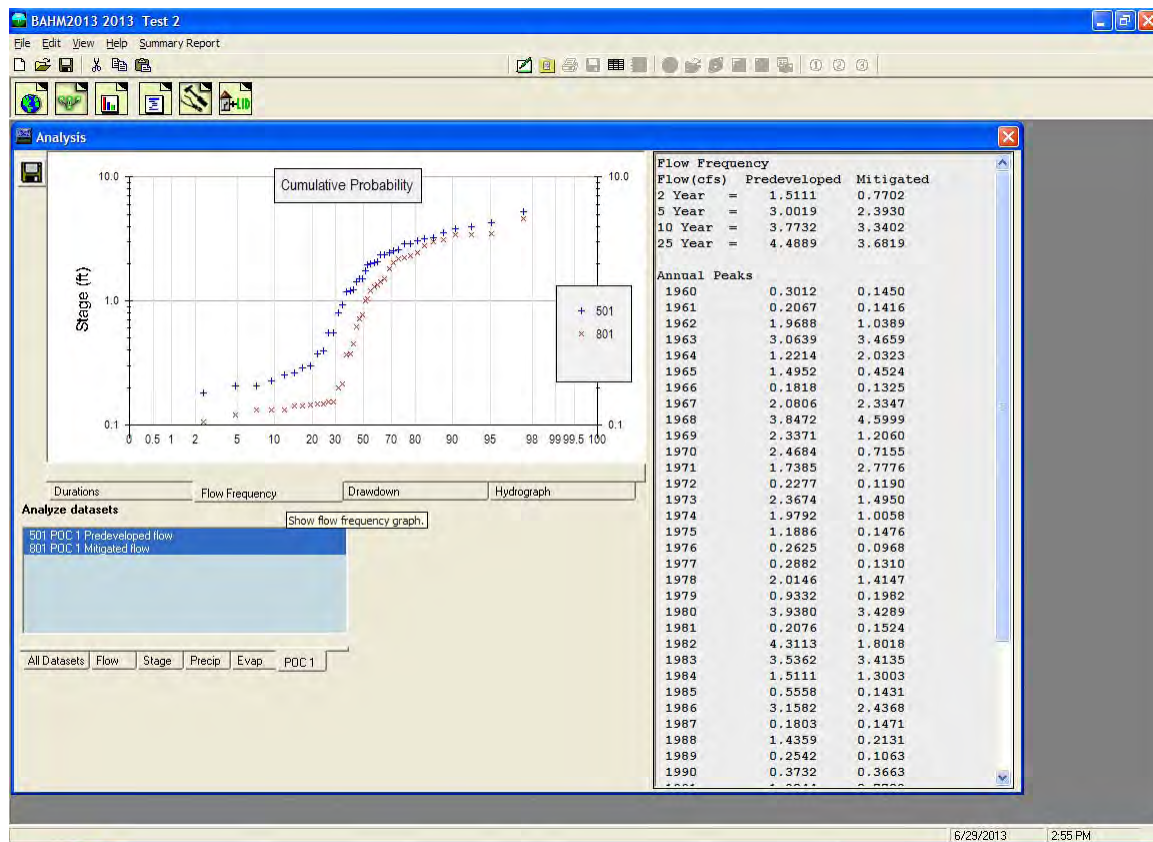 BAHM2013 2013 Test 2
File Edit View Help Summary Report
① ② ③
+LID
Analysis
Cumulative Probability
10.0 10.0
Stage (ft)
1.0
+ 501
× 801
0.1 0.1
0 0.5 1 2 5 10 20 30 50 70 80 90 95 98 99 99.5 100
Durations Flow Frequency Drawdown Hydrograph
Show flow frequency graph.
Analyze datasets
501 POC 1 Predeveloped flow
801 POC 1 Mitigated flow
All Datasets Flow Stage Precip Evap POC 1
Flow Frequency
Flow(cfs) Predeveloped Mitigated
2 Year = 1.5111 0.7702
5 Year = 3.0019 2.3930
10 Year = 3.7732 3.3402
25 Year = 4.4889 3.6819
Annual Peaks
1960 0.3012 0.1450
1961 0.2067 0.1416
1962 1.9688 1.0389
1963 3.0639 3.4659
1964 1.2214 2.0323
1965 1.4952 0.4524
1966 0.1818 0.1325
1967 2.0806 2.3347
1968 3.8472 4.5999
1969 2.3371 1.2060
1970 2.4684 0.7155
1971 1.7385 2.7776
1972 0.2277 0.1190
1973 2.3674 1.4950
1974 1.9792 1.0058
1975 1.1886 0.1476
1976 0.2625 0.0968
1977 0.2882 0.1310
1978 2.0146 1.4147
1979 0.9332 0.1982
1980 3.9380 3.4289
1981 0.2076 0.1524
1982 4.3113 1.8018
1983 3.5362 3.4135
1984 1.5111 1.3003
1985 0.5558 0.1431
1986 3.1582 2.4368
1987 0.1803 0.1471
1988 1.4359 0.2131
1989 0.2542 0.1063
1990 0.3732 0.3663
6/29/2013 2:55 PM